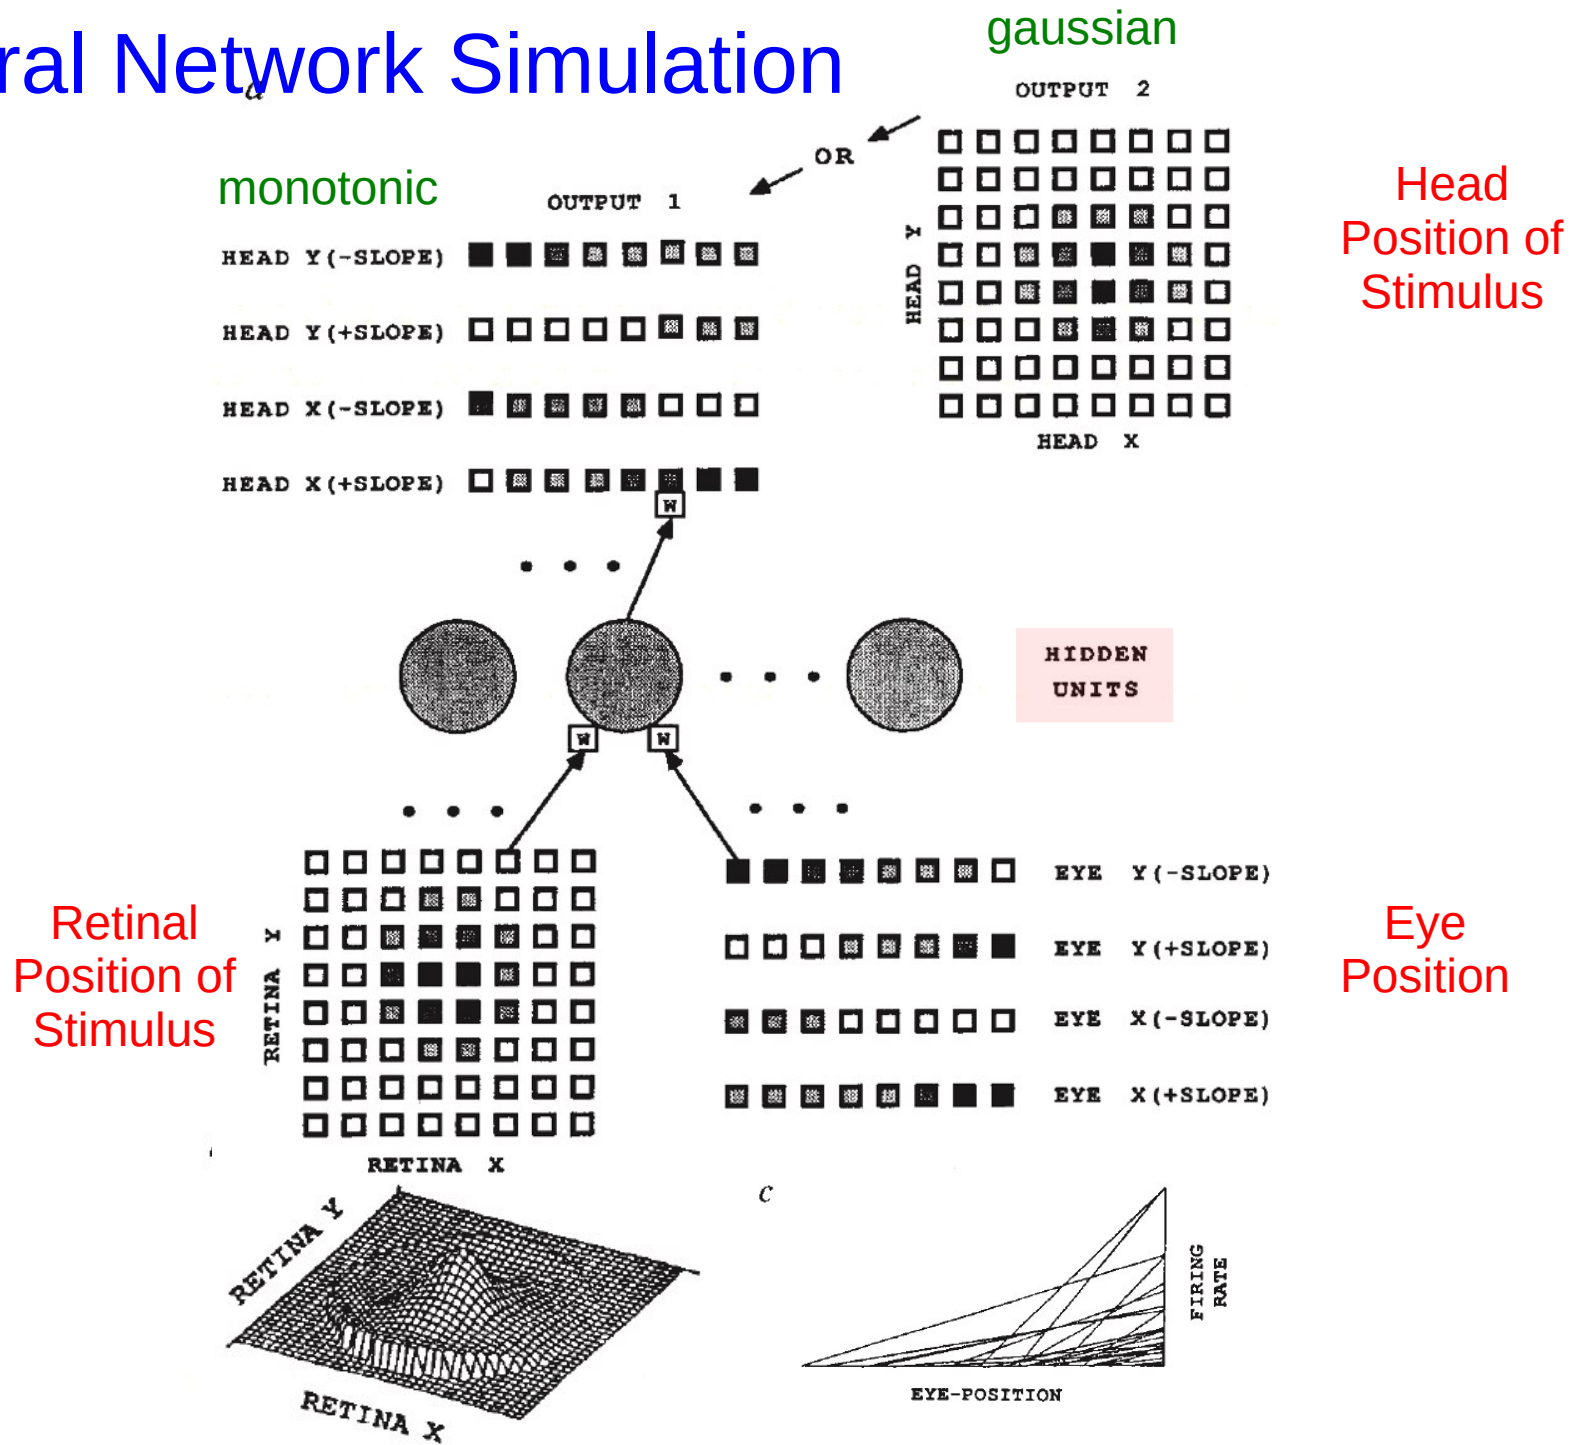 ral Network Simulation
gaussian
a
OUTPUT 2
OR
monotonic
OUTPUT 1
HEAD Y(-SLOPE)
HEAD Y(+SLOPE)
HEAD X(-SLOPE)
HEAD X(+SLOPE)
W
HEAD Y
HEAD X
Head
Position of
Stimulus
HIDDEN
UNITS
W W
Retinal
Position of
Stimulus
RETINA Y
RETINA X
EYE Y(-SLOPE)
EYE Y(+SLOPE)
EYE X(-SLOPE)
EYE X(+SLOPE)
Eye
Position
RETINA Y
RETINA X
c
FIRING
RATE
EYE-POSITION